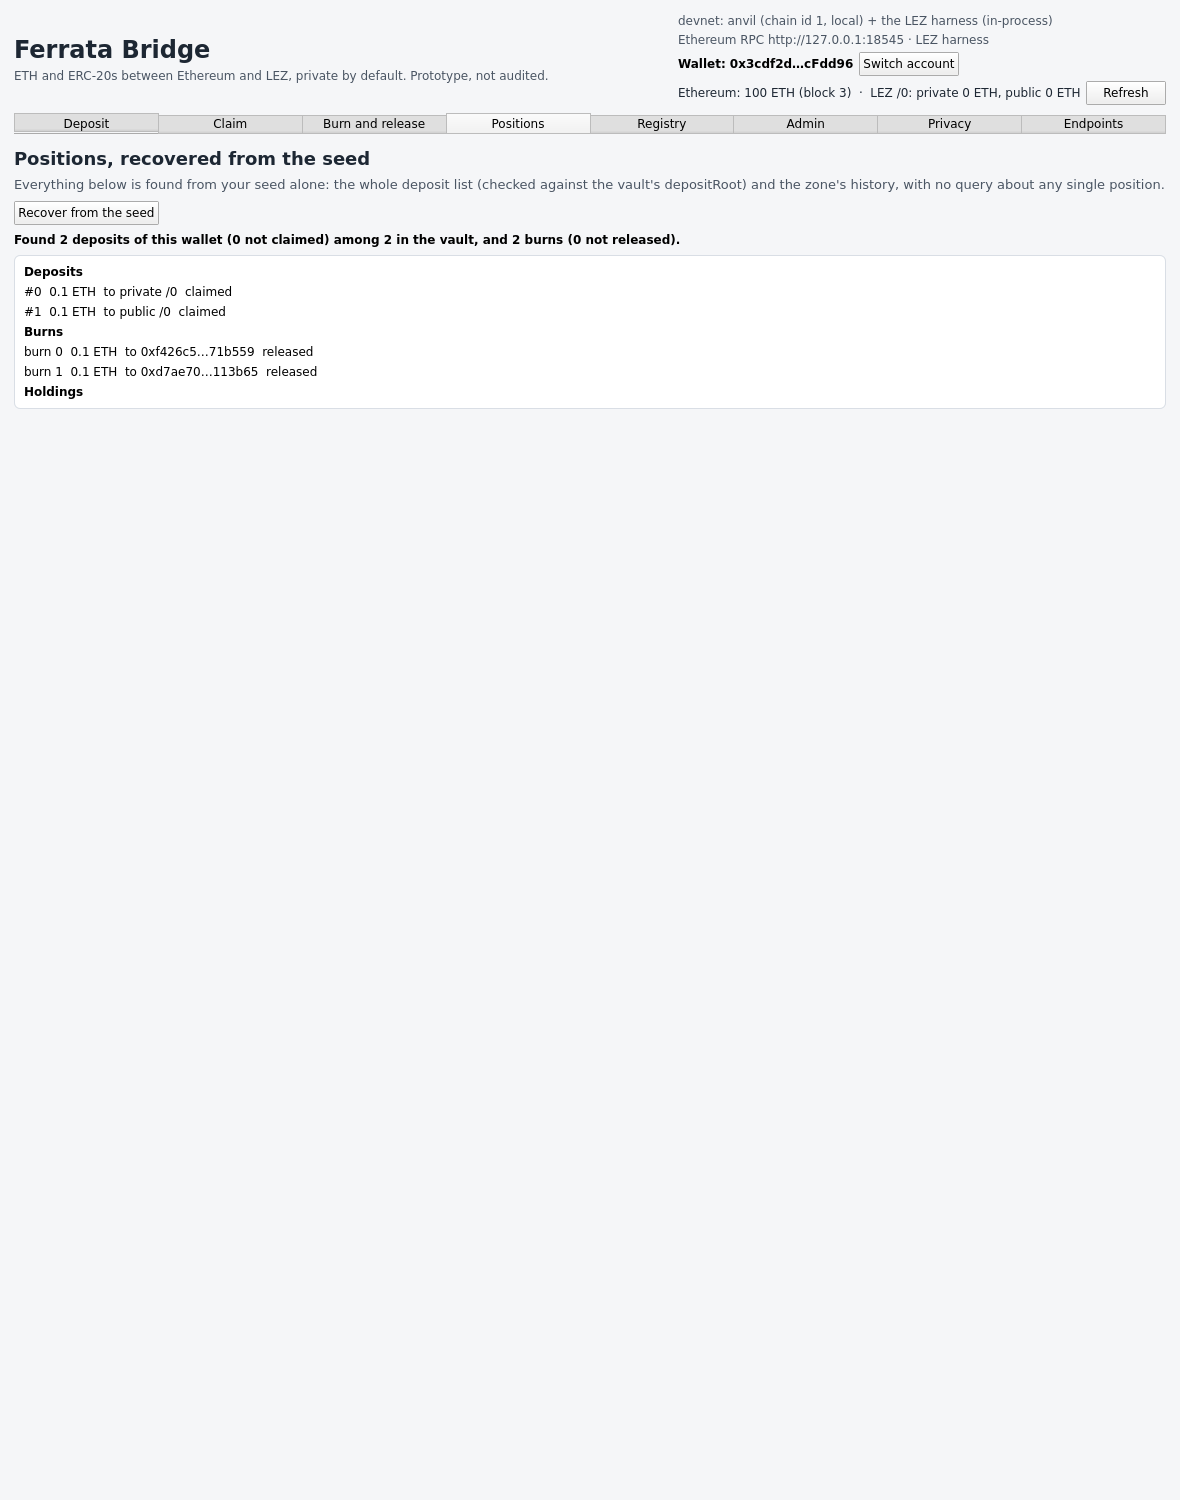 Ferrata Bridge
ETH and ERC-20s between Ethereum and LEZ, private by default. Prototype, not audited.
devnet: anvil (chain id 1, local) + the LEZ harness (in-process)
Ethereum RPC http://127.0.0.1:18545 · LEZ harness
Wallet: 0x3cdf2d…cFdd96 Switch account
Ethereum: 100 ETH (block 3) · LEZ /0: private 0 ETH, public 0 ETH Refresh
Deposit Claim Burn and release Positions Registry Admin Privacy Endpoints
Positions, recovered from the seed
Everything below is found from your seed alone: the whole deposit list (checked against the vault's depositRoot) and the zone's history, with no query about any single position.
Recover from the seed
Found 2 deposits of this wallet (0 not claimed) among 2 in the vault, and 2 burns (0 not released).
Deposits
#0 0.1 ETH to private /0 claimed
#1 0.1 ETH to public /0 claimed
Burns
burn 0 0.1 ETH to 0xf426c5…71b559 released
burn 1 0.1 ETH to 0xd7ae70…113b65 released
Holdings